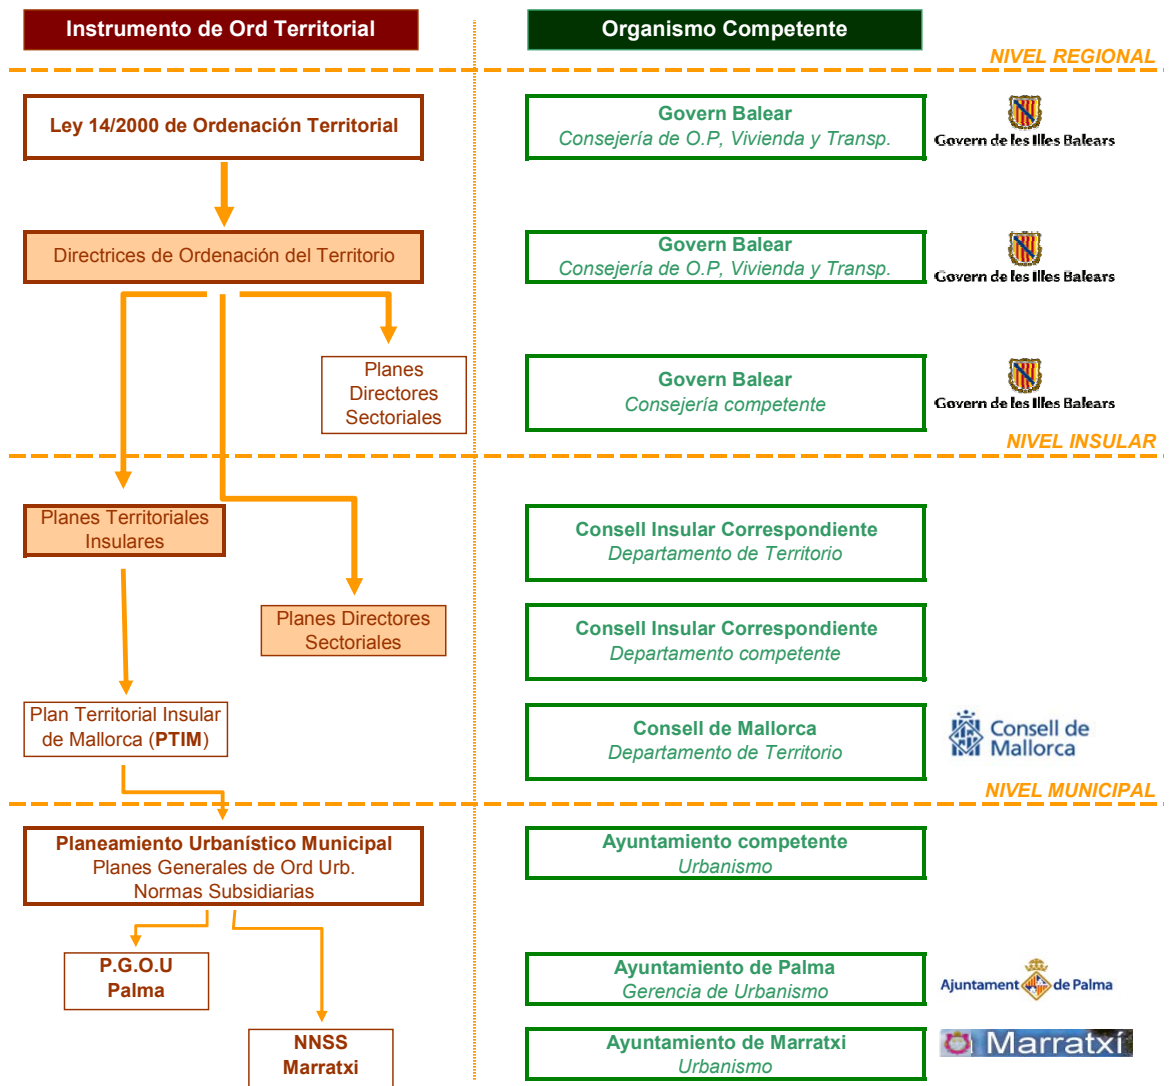 Instrumento de Ord Territorial
Organismo Competente
NIVEL REGIONAL
Ley 14/2000 de Ordenación Territorial
Govern Balear
Consejería de O.P, Vivienda y Transp.
Govern de les Illes Balears
Directrices de Ordenación del Territorio
Govern Balear
Consejería de O.P, Vivienda y Transp.
Govern de les Illes Balears
Planes
Directores
Sectoriales
Govern Balear
Consejería competente
Govern de les Illes Balears
NIVEL INSULAR
Planes Territoriales
Insulares
Consell Insular Correspondiente
Departamento de Territorio
Planes Directores
Sectoriales
Consell Insular Correspondiente
Departamento competente
Plan Territorial Insular
de Mallorca (PTIM)
Consell de Mallorca
Departamento de Territorio
Consell de
Mallorca
NIVEL MUNICIPAL
Planeamiento Urbanístico Municipal
Planes Generales de Ord Urb.
Normas Subsidiarias
Ayuntamiento competente
Urbanismo
P.G.O.U
Palma
Ayuntamiento de Palma
Gerencia de Urbanismo
Ajuntament de Palma
NNSS
Marratxi
Ayuntamiento de Marratxi
Urbanismo
Marratxí